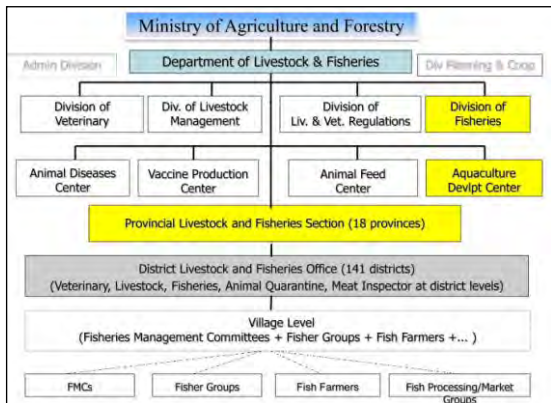 Ministry of Agriculture and Forestry
Admin Division
Department of Livestock & Fisheries
Div Planning & Coop
Division of
Veterinary
Div. of Livestock
Management
Division of
Liv. & Vet. Regulations
Division of
Fisheries
Animal Diseases
Center
Vaccine Production
Center
Animal Feed
Center
Aquaculture
Devlpt Center
Provincial Livestock and Fisheries Section (18 provinces)
District Livestock and Fisheries Office (141 districts)
(Veterinary, Livestock, Fisheries, Animal Quarantine, Meat Inspector at district levels)
Village Level
(Fisheries Management Committees + Fisher Groups + Fish Farmers +... )
FMCs
Fisher Groups
Fish Farmers
Fish Processing/Market
Groups